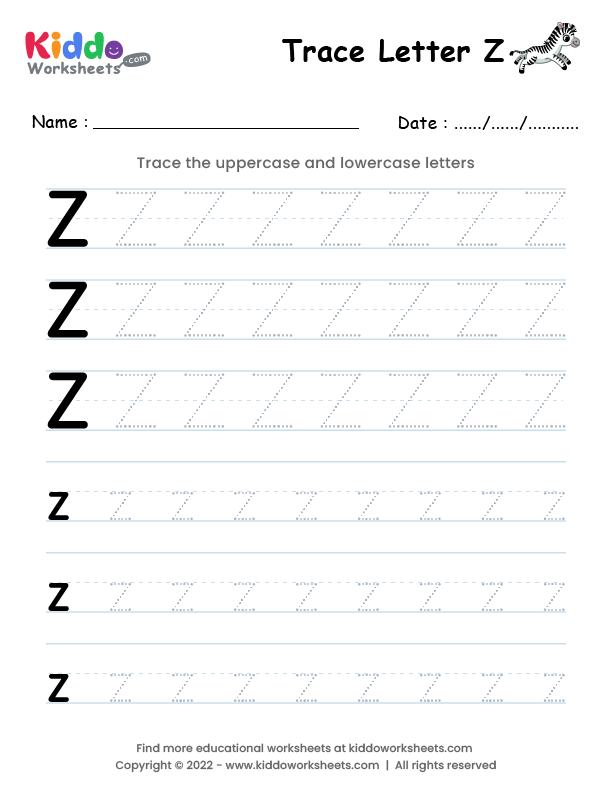 Kiddo
Worksheets .com
Trace Letter Z
Name :
Date : ....../....../...........
Trace the uppercase and lowercase letters
Z Z Z Z Z Z Z Z
Z Z Z Z Z Z Z Z
Z Z Z Z Z Z Z Z
z z z z z z z z z
z z z z z z z z z
z z z z z z z z z
Find more educational worksheets at kiddoworksheets.com
Copyright © 2022 - www.kiddoworksheets.com | All rights reserved